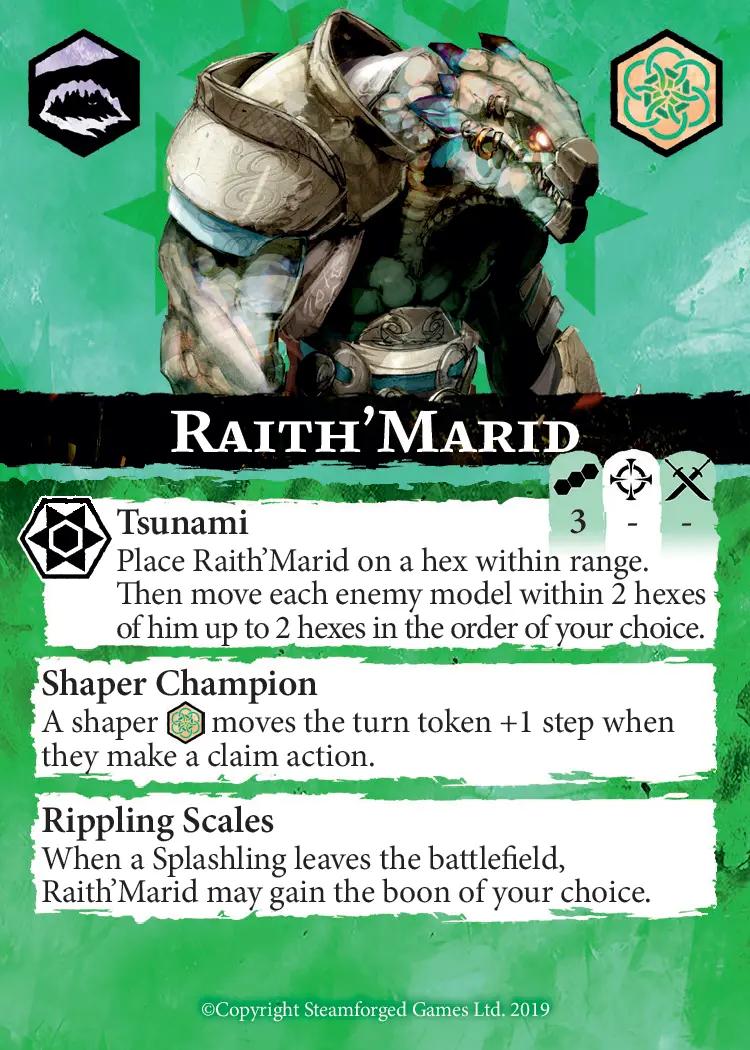 Raith’Marid
3 - -
Tsunami
Place Raith’Marid on a hex within range.
Then move each enemy model within 2 hexes
of him up to 2 hexes in the order of your choice.
Shaper Champion
A shaper moves the turn token +1 step when
they make a claim action.
Rippling Scales
When a Splashling leaves the battlefield,
Raith’Marid may gain the boon of your choice.
©Copyright Steamforged Games Ltd. 2019